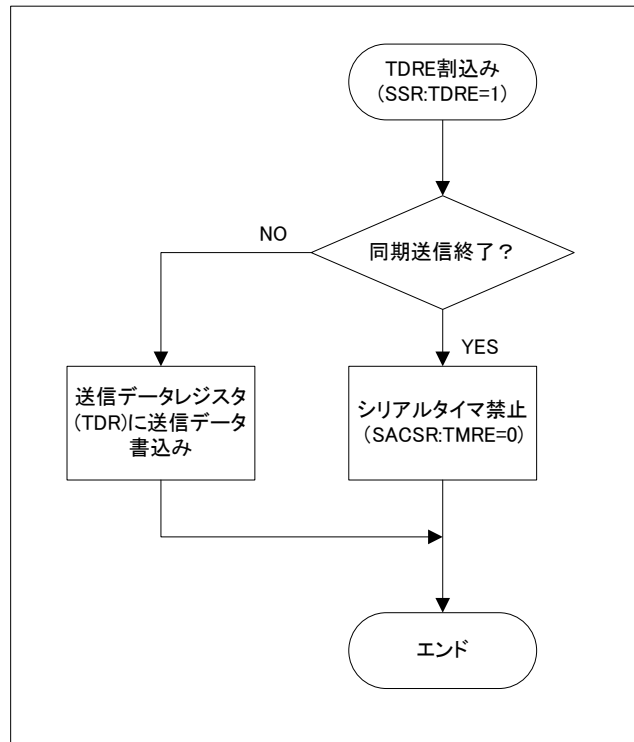 TDRE割込み
(SSR:TDRE=1)
同期送信終了？
NO
YES
送信データレジスタ
(TDR)に送信データ
書込み
シリアルタイマ禁止
(SACSR:TMRE=0)
エンド